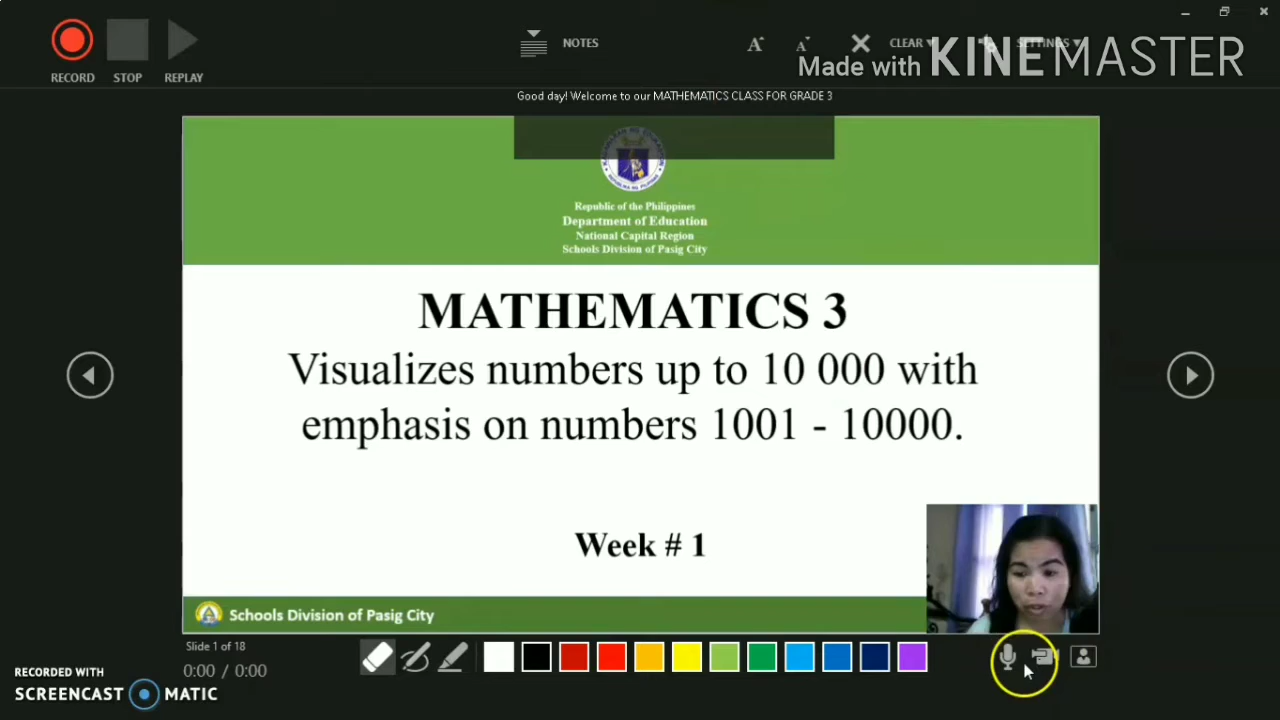 RECORD
STOP
REPLAY
NOTES
A
A
CLEAR
SETTINGS
Made with KINEMASTER
Good day! Welcome to our MATHEMATICS CLASS FOR GRADE 3
Republic of the Philippines
Department of Education
National Capital Region
Schools Division of Pasig City
MATHEMATICS 3
Visualizes numbers up to 10 000 with
emphasis on numbers 1001 - 10000.
Week # 1
Schools Division of Pasig City
Slide 1 of 18
0:00 / 0:00
RECORDED WITH
SCREENCAST MATIC